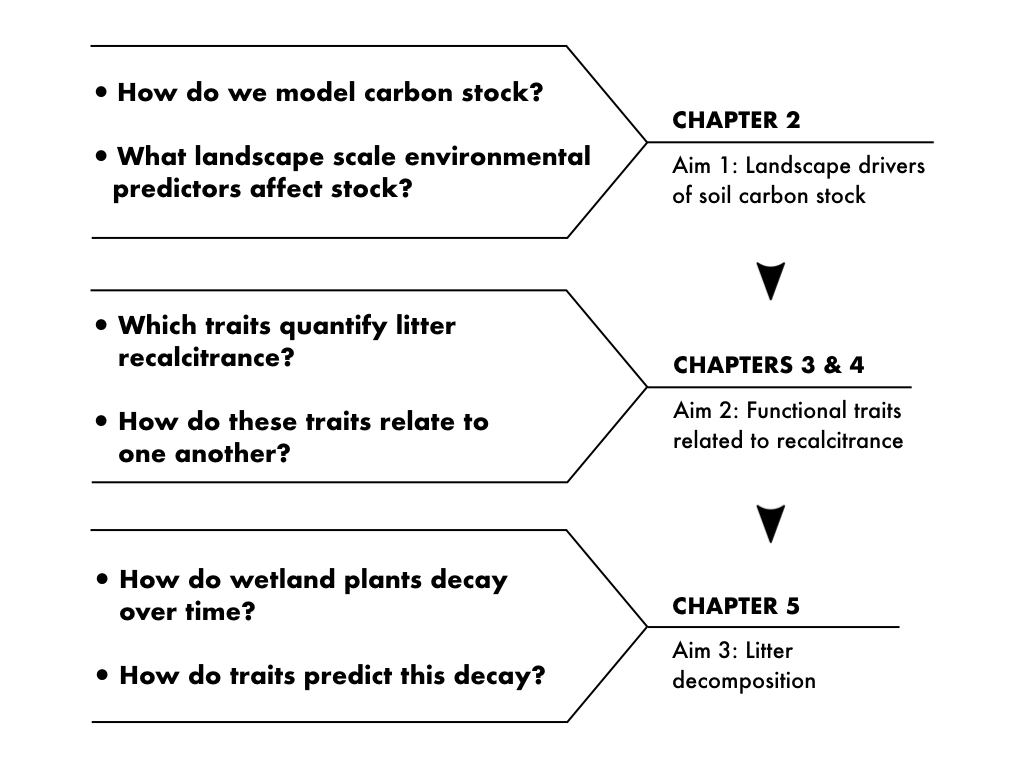 • How do we model carbon stock?
• What landscape scale environmental
predictors affect stock?
CHAPTER 2
Aim 1: Landscape drivers
of soil carbon stock
• Which traits quantify litter
recalcitrance?
• How do these traits relate to
one another?
CHAPTERS 3 & 4
Aim 2: Functional traits
related to recalcitrance
• How do wetland plants decay
over time?
• How do traits predict this decay?
CHAPTER 5
Aim 3: Litter
decomposition